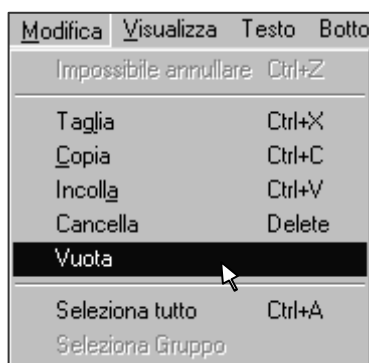 Modifica Visualizza Testo Botto
Impossibile annullare Ctrl+Z
Taglia Ctrl+X
Copia Ctrl+C
Incolla Ctrl+V
Cancella Delete
Vuota
Seleziona tutto Ctrl+A
Seleziona Gruppo